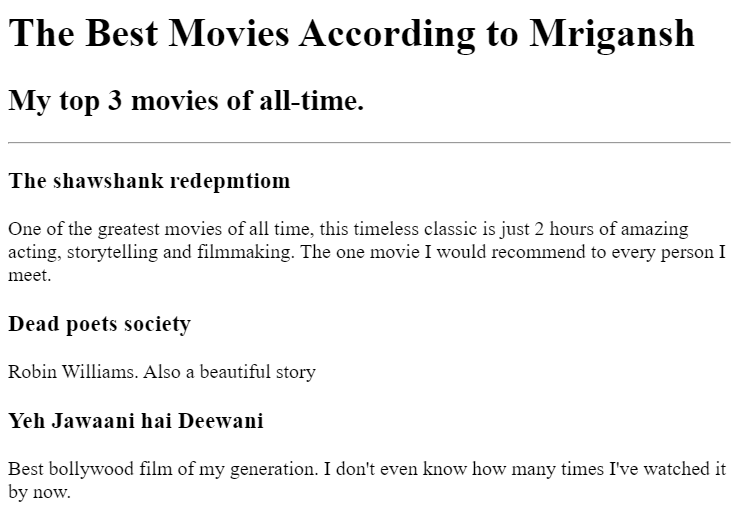 The Best Movies According to Mrigansh
My top 3 movies of all-time.
The shawshank redepmtiom
One of the greatest movies of all time, this timeless classic is just 2 hours of amazing
acting, storytelling and filmmaking. The one movie I would recommend to every person I
meet.
Dead poets society
Robin Williams. Also a beautiful story
Yeh Jawaani hai Deewani
Best bollywood film of my generation. I don't even know how many times I've watched it
by now.